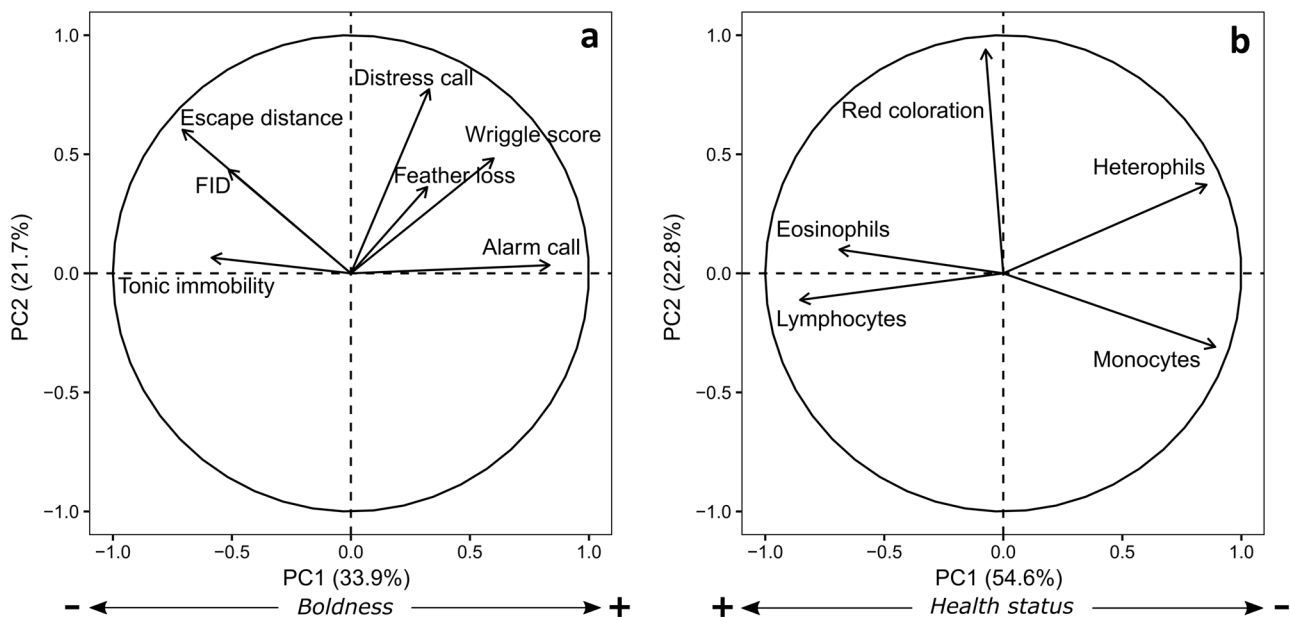 a
1.0
0.5
0.0
−0.5
−1.0
PC2 (21.7%)
Distress call
Escape distance
Wriggle score
FID
Feather loss
Alarm call
Tonic immobility
−1.0
−0.5
0.0
0.5
1.0
PC1 (33.9%)
− Boldness +
b
1.0
0.5
0.0
−0.5
−1.0
PC2 (22.8%)
Red coloration
Heterophils
Eosinophils
Lymphocytes
Monocytes
−1.0
−0.5
0.0
0.5
1.0
PC1 (54.6%)
+ Health status −